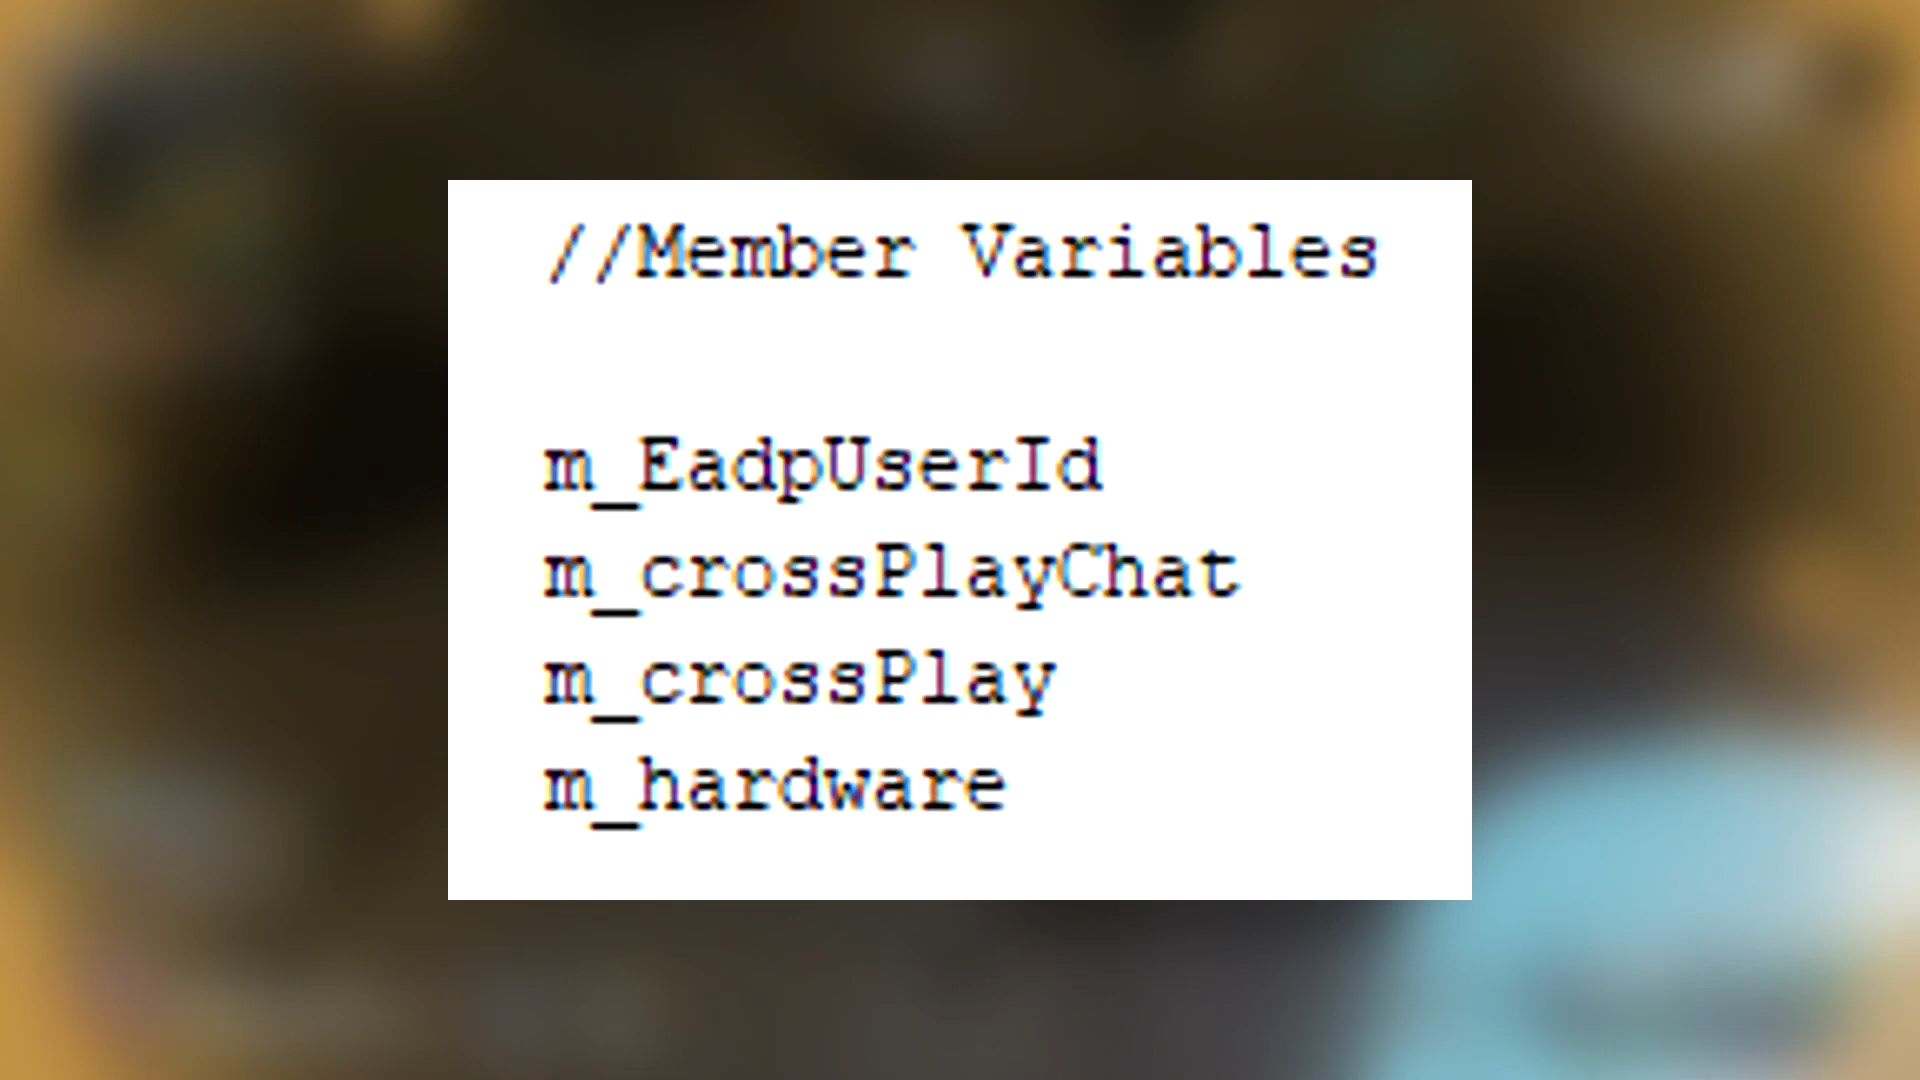 //Member Variables
m_EadpUserId
m_crossPlayChat
m_crossPlay
m_hardware